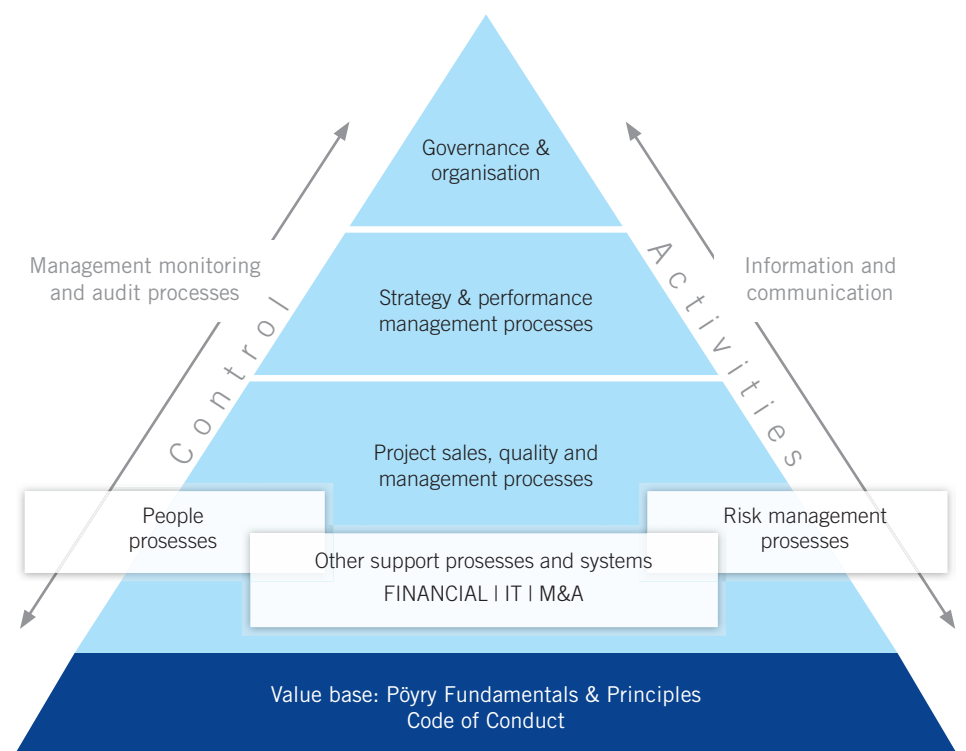 Governance &
organisation
Management monitoring
and audit processes
Control
Activities
Information and
communication
Strategy & performance
management processes
Project sales, quality and
management processes
People
prosesses
Risk management
prosesses
Other support prosesses and systems
FINANCIAL | IT | M&A
Value base: Pöyry Fundamentals & Principles
Code of Conduct